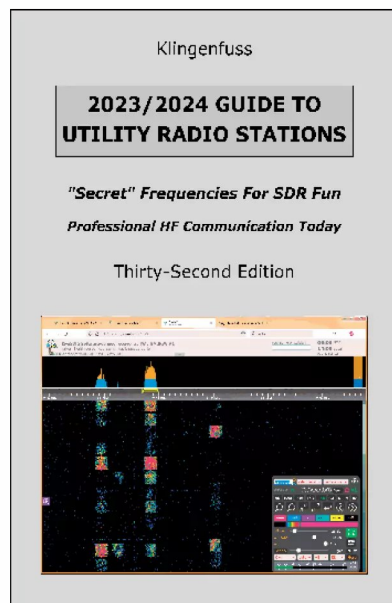 Klingenfuss
2023/2024 GUIDE TO
UTILITY RADIO STATIONS
"Secret" Frequencies For SDR Fun
Professional HF Communication Today
Thirty-Second Edition